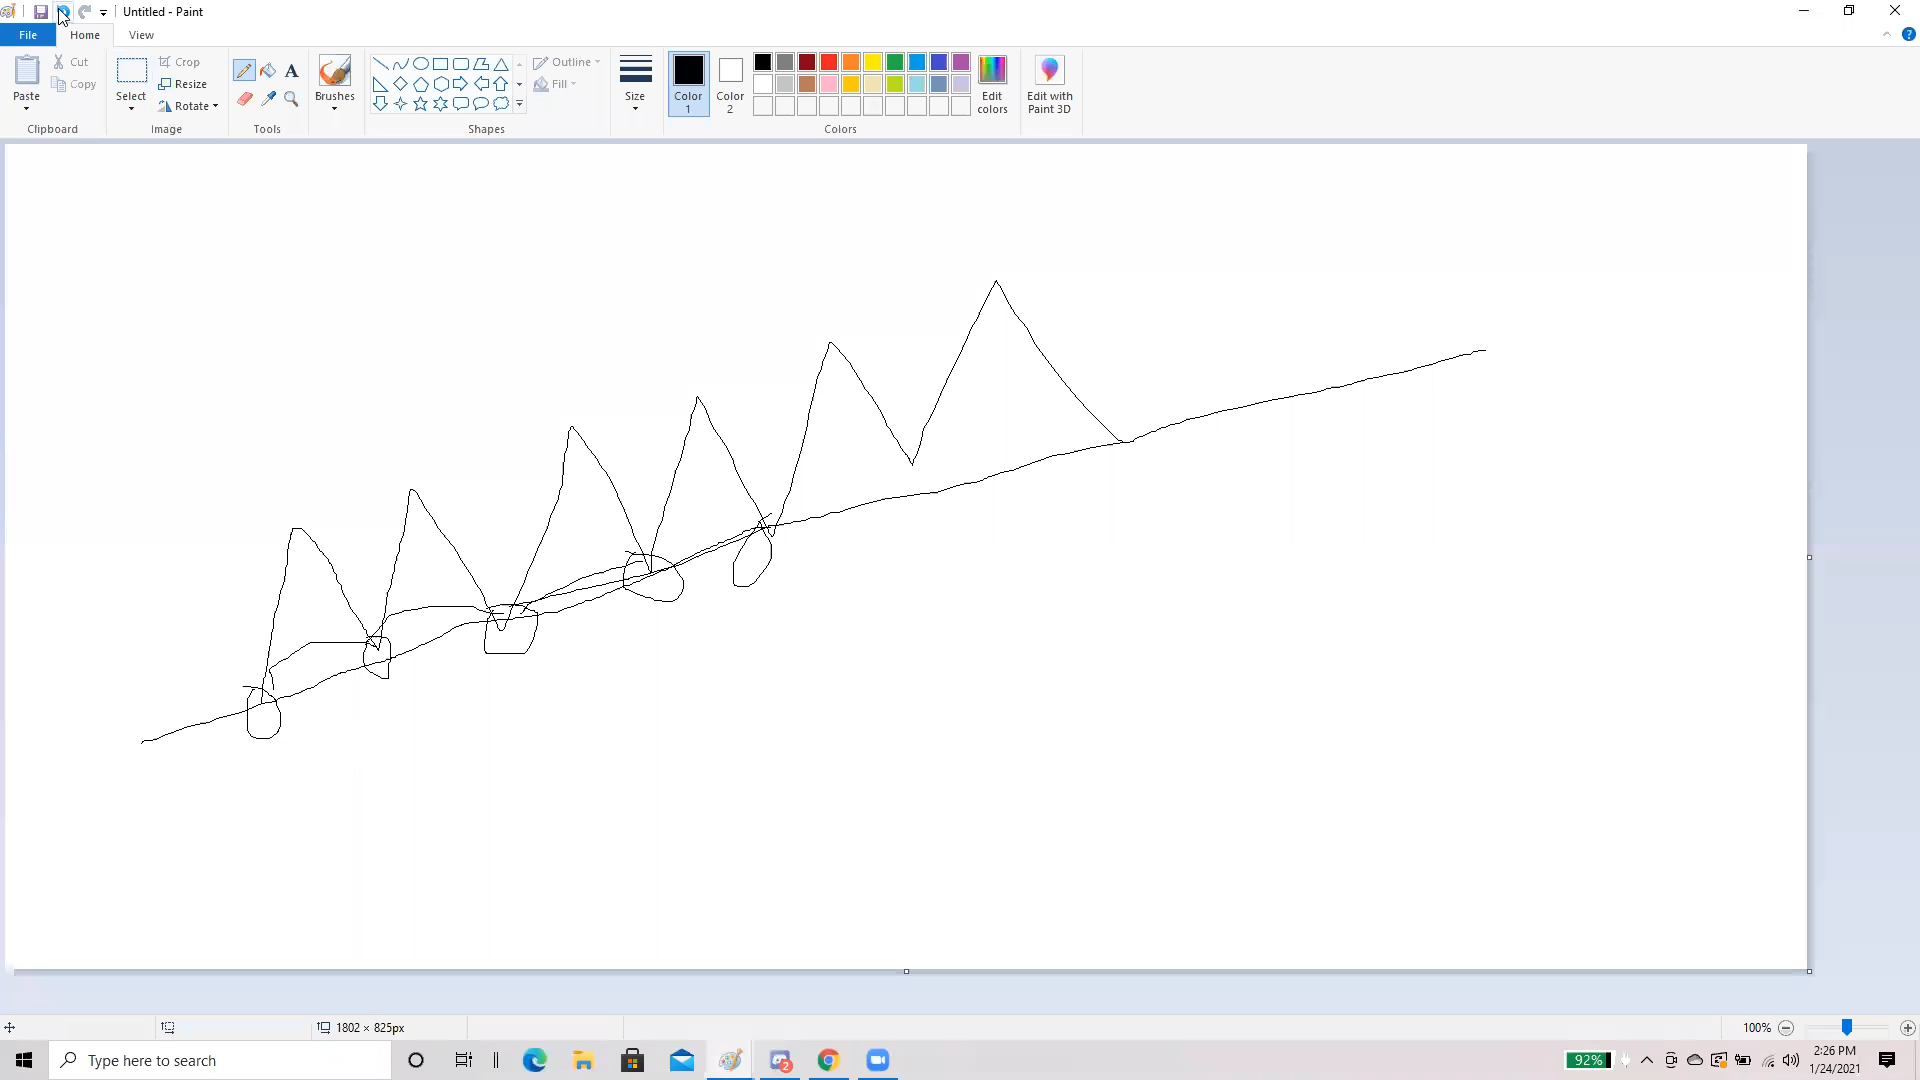 Untitled - Paint
File
Home
View
Paste
Cut
Copy
Clipboard
Select
Crop
Resize
Rotate
Image
A
Tools
Brushes
Shapes
Outline
Fill
Size
Color
1
Color
2
Colors
Edit
colors
Edit with
Paint 3D
?
1802 × 825px
100%
Type here to search
2
92%
2:26 PM
1/24/2021